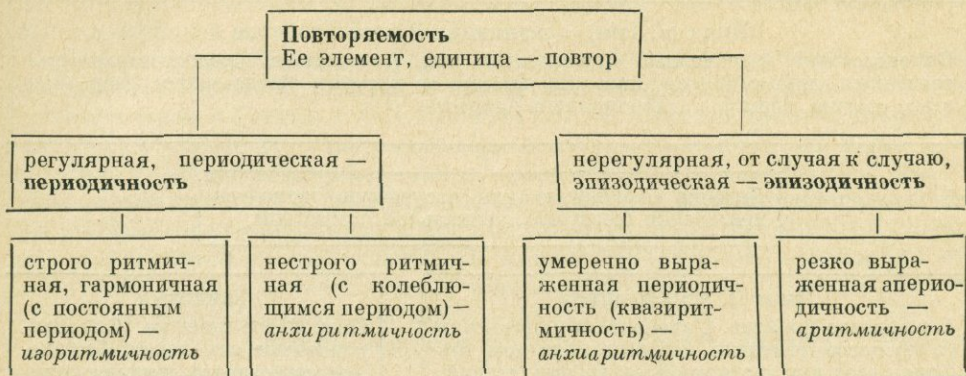 Повторяемость
Ее элемент, единица — повтор
регулярная, периодическая —
периодичность
нерегулярная, от случая к случаю,
эпизодическая — эпизодичность
строго ритмич-
ная, гармоничная
(с постоянным
периодом) —
изоритмичность
нестрого ритмич-
ная (с колеблю-
щимся периодом) —
анхиритмичность
умеренно выра-
женная периодич-
ность (квазирит-
мичность) —
анхиаритмичность
резко выра-
женная аперио-
дичность —
аритмичность